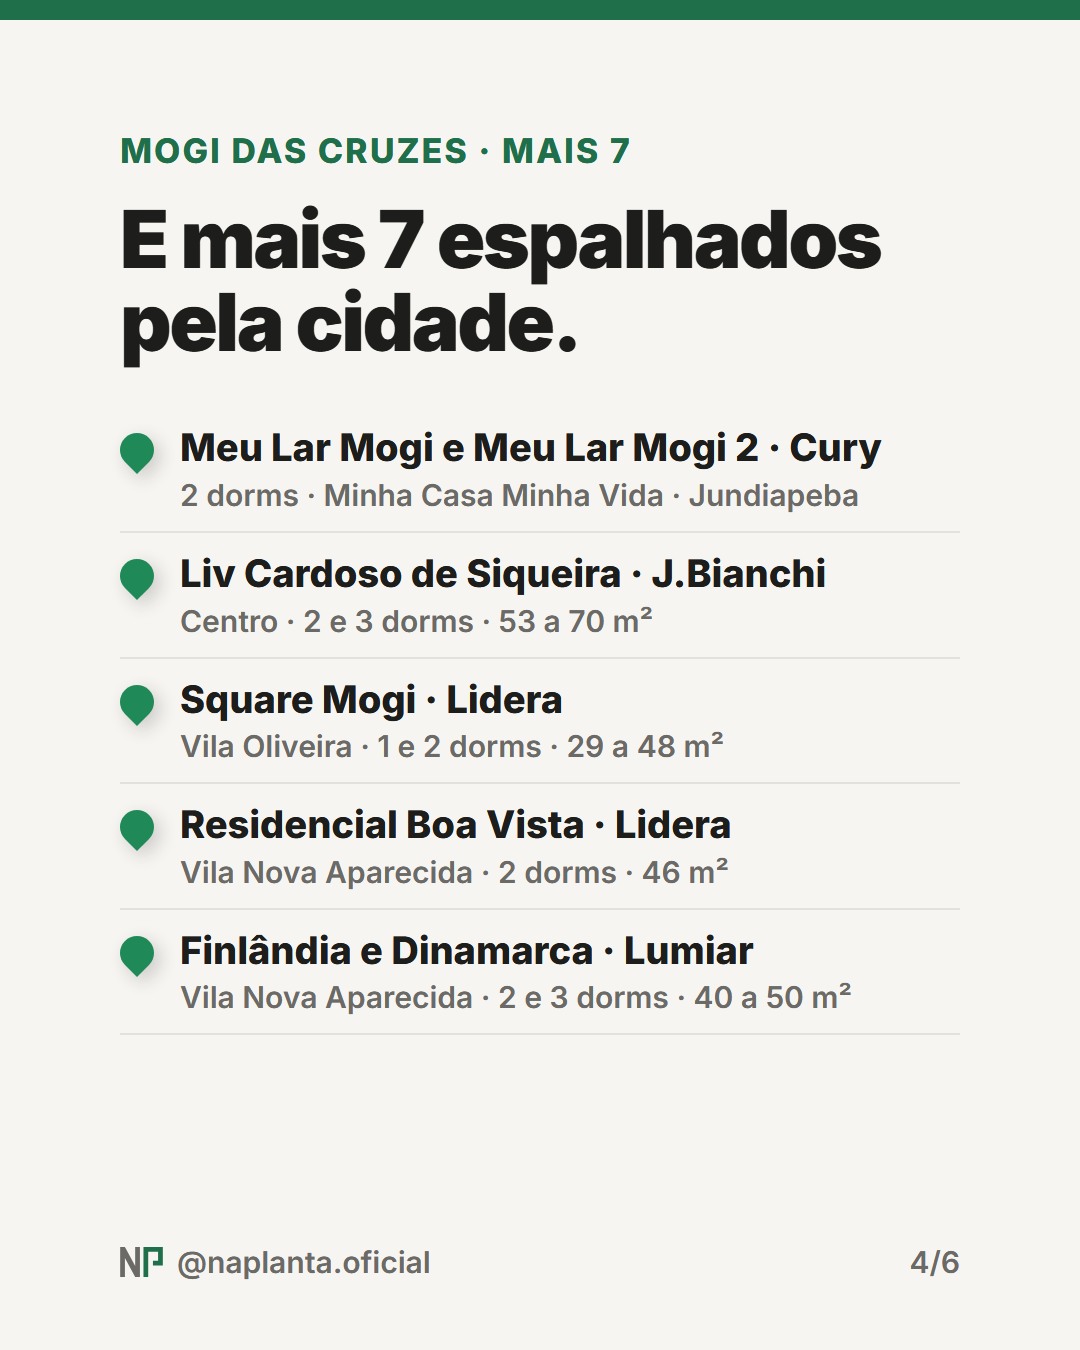 MOGI DAS CRUZES · MAIS 7
E mais 7 espalhados
pela cidade.
Meu Lar Mogi e Meu Lar Mogi 2 · Cury
2 dorms · Minha Casa Minha Vida · Jundiapeba
Liv Cardoso de Siqueira · J.Bianchi
Centro · 2 e 3 dorms · 53 a 70 m²
Square Mogi · Lidera
Vila Oliveira · 1 e 2 dorms · 29 a 48 m²
Residencial Boa Vista · Lidera
Vila Nova Aparecida · 2 dorms · 46 m²
Finlândia e Dinamarca · Lumiar
Vila Nova Aparecida · 2 e 3 dorms · 40 a 50 m²
NP @naplanta.oficial 4/6